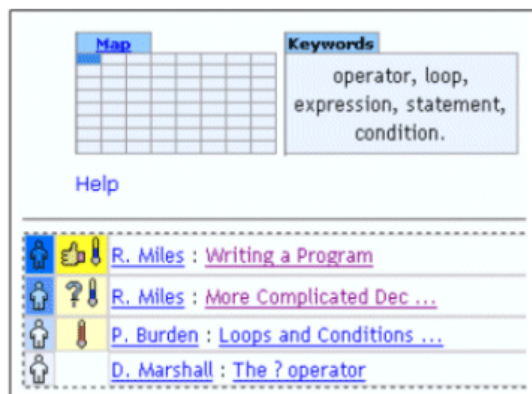 Map
Keywords
operator, loop,
expression, statement,
condition.
Help
R. Miles : Writing a Program
R. Miles : More Complicated Dec ...
P. Burden : Loops and Conditions ...
D. Marshall : The ? operator